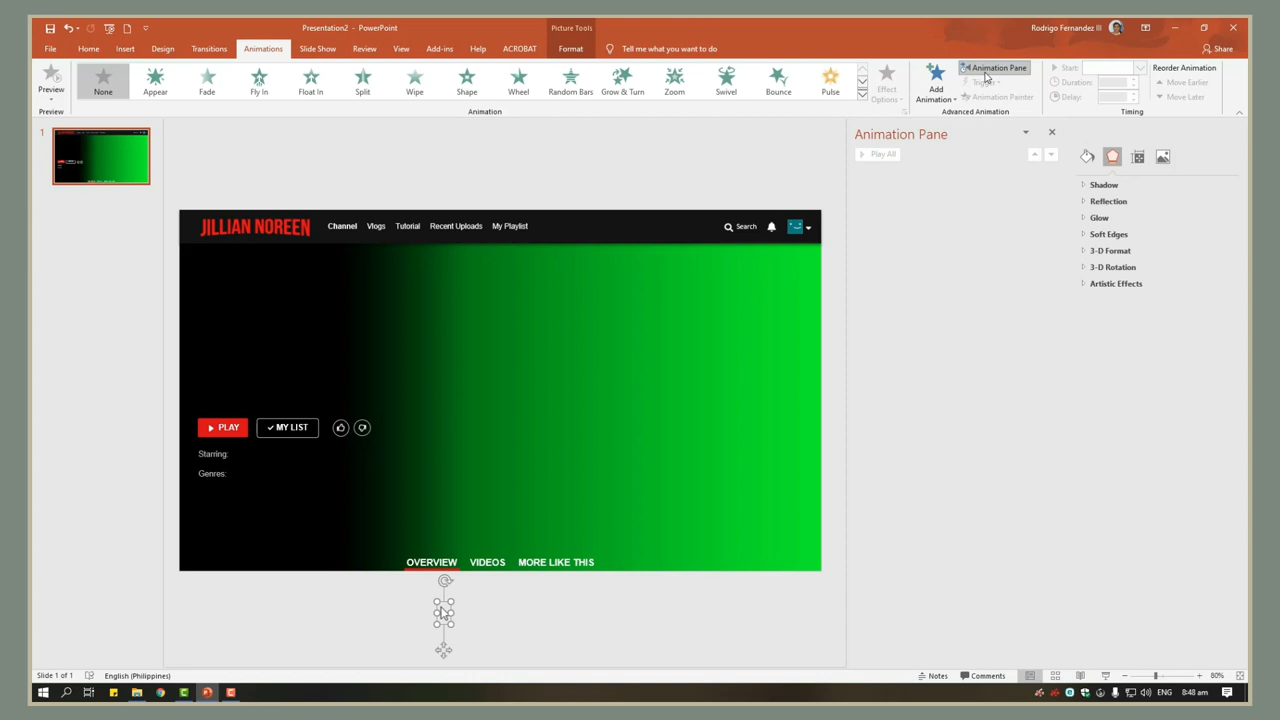 Presentation2 - PowerPoint
Picture Tools
Rodrigo Fernandez III
File Home Insert Design Transitions Animations Slide Show Review View Add-ins Help ACROBAT Format Tell me what you want to do Share
Preview
None Appear Fade Fly In Float In Split Wipe Shape Wheel Random Bars Grow & Turn Zoom Swivel Bounce Pulse
Effect Options
Add Animation
Animation Pane
Trigger
Animation Painter
Start:
Duration:
Delay:
Reorder Animation
Move Earlier
Move Later
Preview Animation Advanced Animation Timing
1
Animation Pane
Play All
Shadow
Reflection
Glow
Soft Edges
3-D Format
3-D Rotation
Artistic Effects
JILLIAN NOREEN Channel Vlogs Tutorial Recent Uploads My Playlist Search
PLAY MY LIST
Starring:
Genres:
OVERVIEW VIDEOS MORE LIKE THIS
Slide 1 of 1 English (Philippines) Notes Comments 80%
ENG 8:48 am